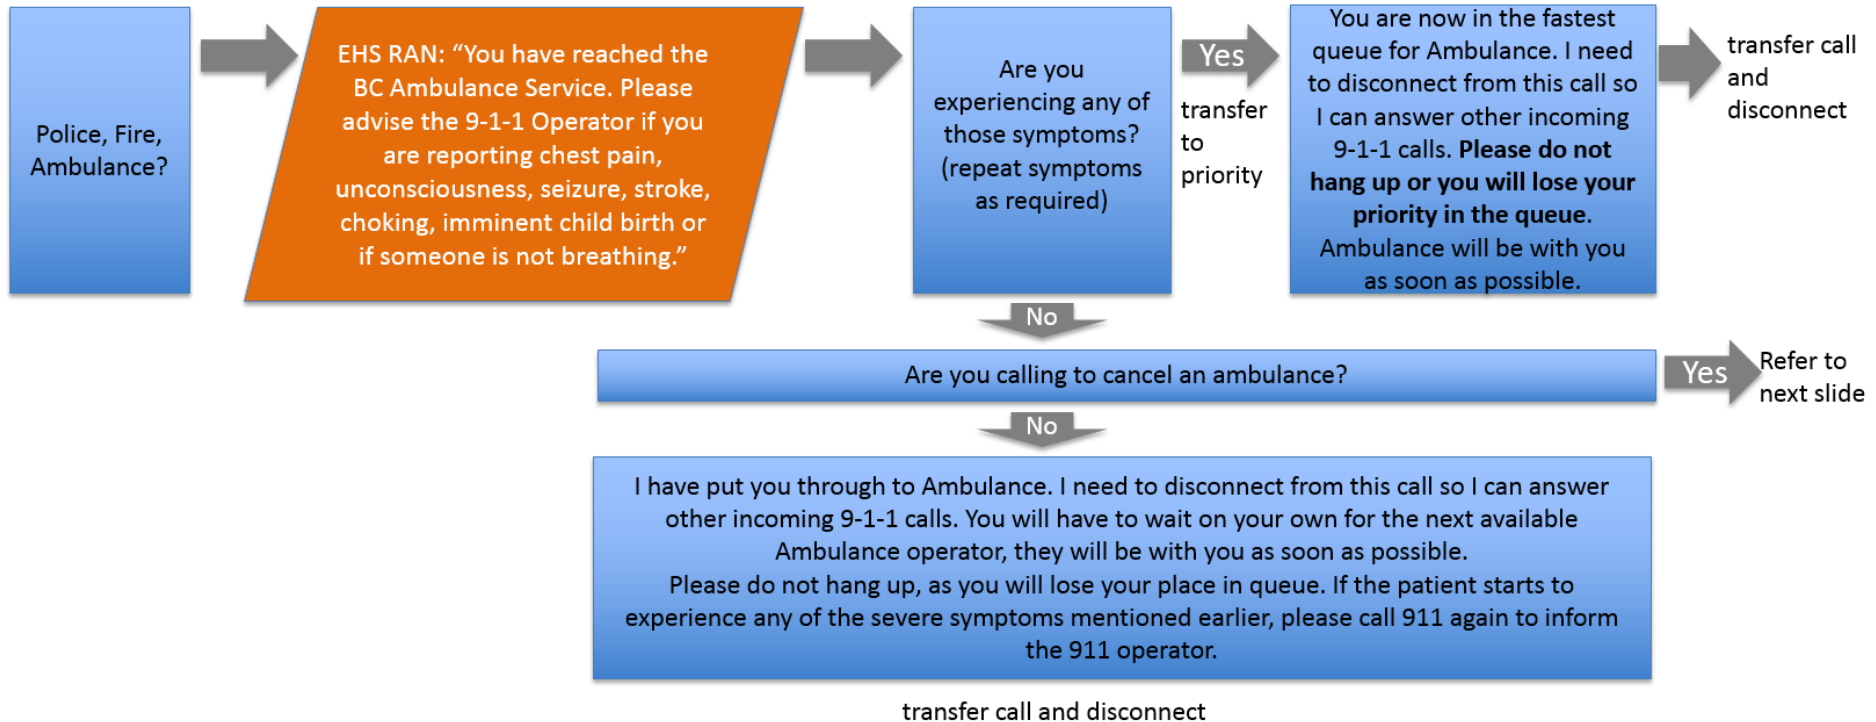 Police, Fire,
Ambulance?
EHS RAN: “You have reached the
BC Ambulance Service. Please
advise the 9-1-1 Operator if you
are reporting chest pain,
unconsciousness, seizure, stroke,
choking, imminent child birth or
if someone is not breathing.”
Are you
experiencing any of
those symptoms?
(repeat symptoms
as required)
Yes
transfer
to
priority
You are now in the fastest
queue for Ambulance. I need
to disconnect from this call so
I can answer other incoming
9-1-1 calls. Please do not
hang up or you will lose your
priority in the queue.
Ambulance will be with you
as soon as possible.
transfer call
and
disconnect
No
Are you calling to cancel an ambulance?
Yes
Refer to
next slide
No
I have put you through to Ambulance. I need to disconnect from this call so I can answer
other incoming 9-1-1 calls. You will have to wait on your own for the next available
Ambulance operator, they will be with you as soon as possible.
Please do not hang up, as you will lose your place in queue. If the patient starts to
experience any of the severe symptoms mentioned earlier, please call 911 again to inform
the 911 operator.
transfer call and disconnect